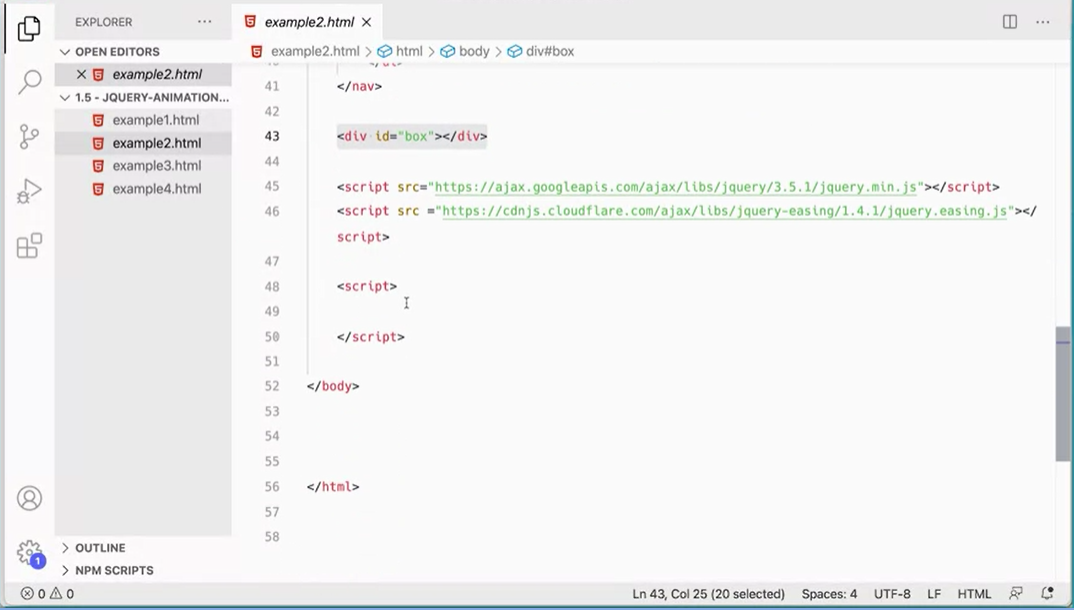 EXPLORER
···
example2.html
···
OPEN EDITORS
example2.html > html > body > div#box
example2.html
1.5 - JQUERY-ANIMATION...
example1.html
example2.html
example3.html
example4.html
41 </nav>
42
43 <div id="box"></div>
44
45 <script src="https://ajax.googleapis.com/ajax/libs/jquery/3.5.1/jquery.min.js"></script>
46 <script src ="https://cdnjs.cloudflare.com/ajax/libs/jquery-easing/1.4.1/jquery.easing.js"></
script>
47
48 <script>
49
50 </script>
51
52 </body>
53
54
55
56 </html>
57
58
1
OUTLINE
NPM SCRIPTS
0 0
Ln 43, Col 25 (20 selected)
Spaces: 4
UTF-8
LF
HTML